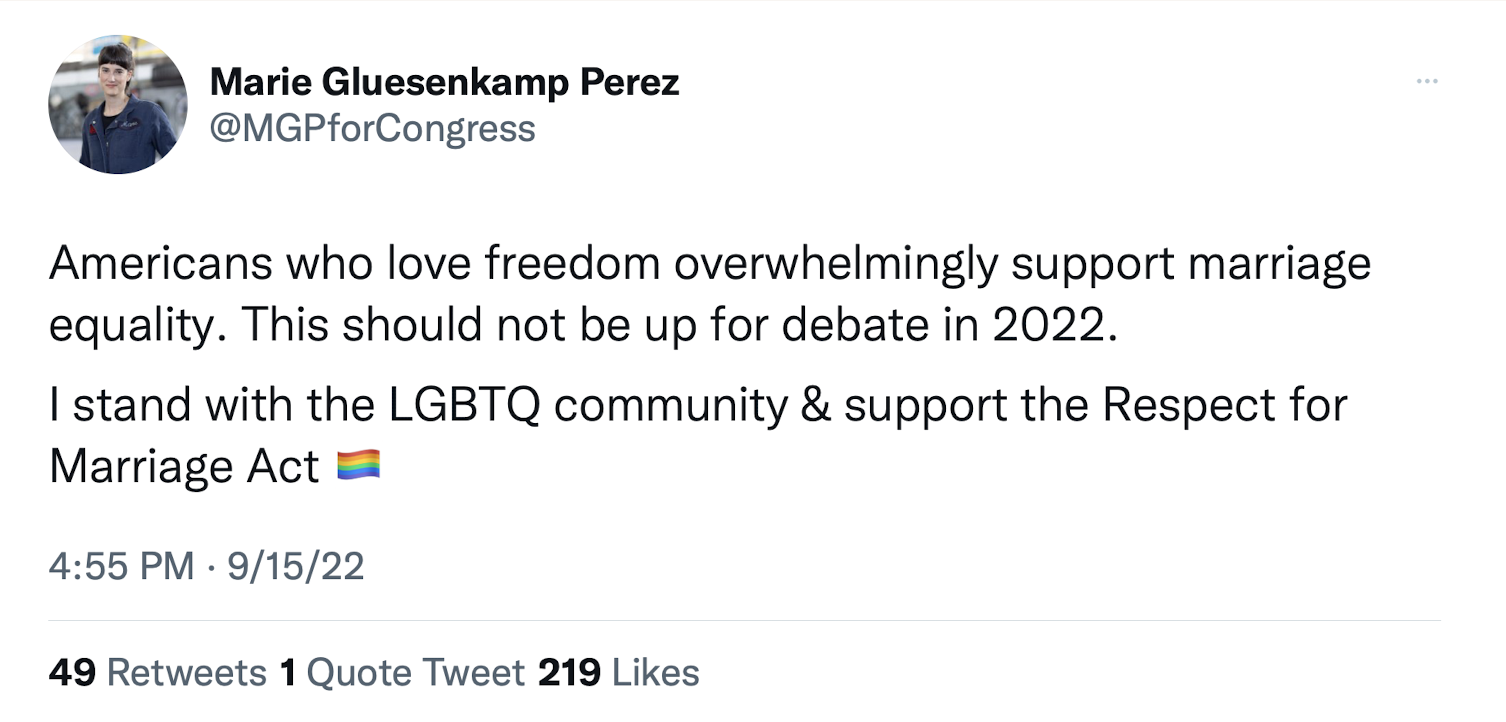 Marie Gluesenkamp Perez
@MGPforCongress
Americans who love freedom overwhelmingly support marriage
equality. This should not be up for debate in 2022.
I stand with the LGBTQ community & support the Respect for
Marriage Act 🏳️‍🌈
4:55 PM · 9/15/22
49 Retweets 1 Quote Tweet 219 Likes